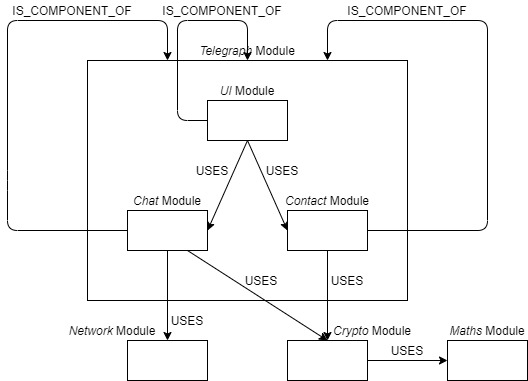 IS_COMPONENT_OF
IS_COMPONENT_OF
IS_COMPONENT_OF
Telegraph Module
UI Module
USES
USES
Chat Module
Contact Module
USES
USES
USES
Network Module
Crypto Module
Maths Module
USES